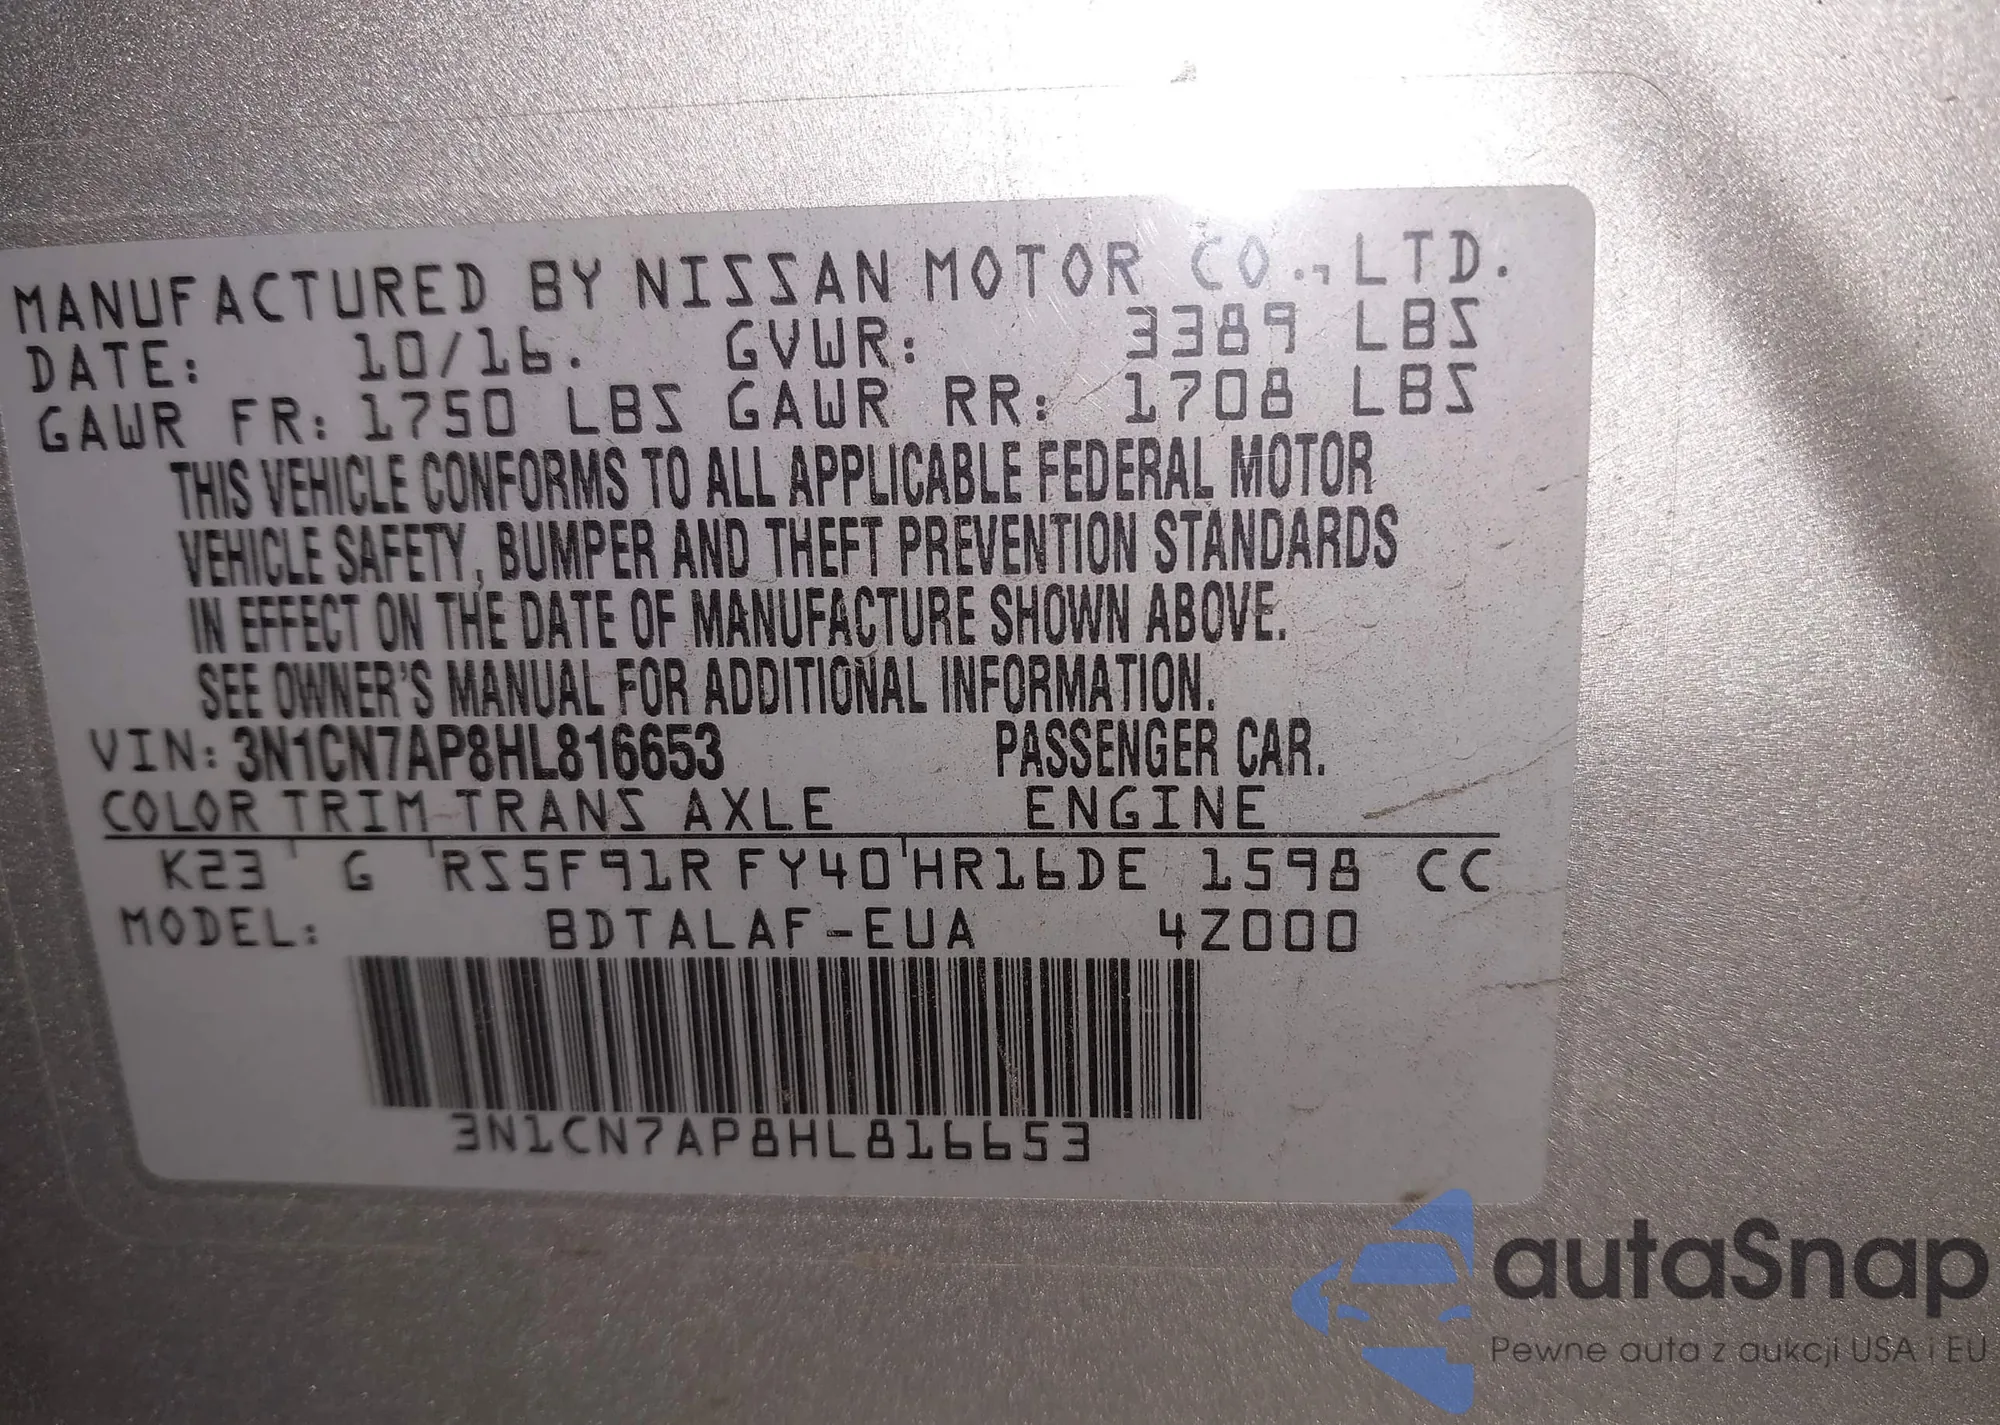 MANUFACTURED BY NISSAN MOTOR CO., LTD.
DATE: 10/16. GVWR: 3389 LBS
GAWR FR: 1750 LBS GAWR RR: 1708 LBS
THIS VEHICLE CONFORMS TO ALL APPLICABLE FEDERAL MOTOR
VEHICLE SAFETY, BUMPER AND THEFT PREVENTION STANDARDS
IN EFFECT ON THE DATE OF MANUFACTURE SHOWN ABOVE.
SEE OWNER'S MANUAL FOR ADDITIONAL INFORMATION.
VIN: 3N1CN7AP8HL816653 PASSENGER CAR.
COLOR TRIM TRANS AXLE ENGINE
K23 G RS5F91R FY40 HR16DE 1598 CC
MODEL: BDTALAF-EUA 4Z000
3N1CN7AP8HL816653
autaSnap
Pewne auta z aukcji USA i EU